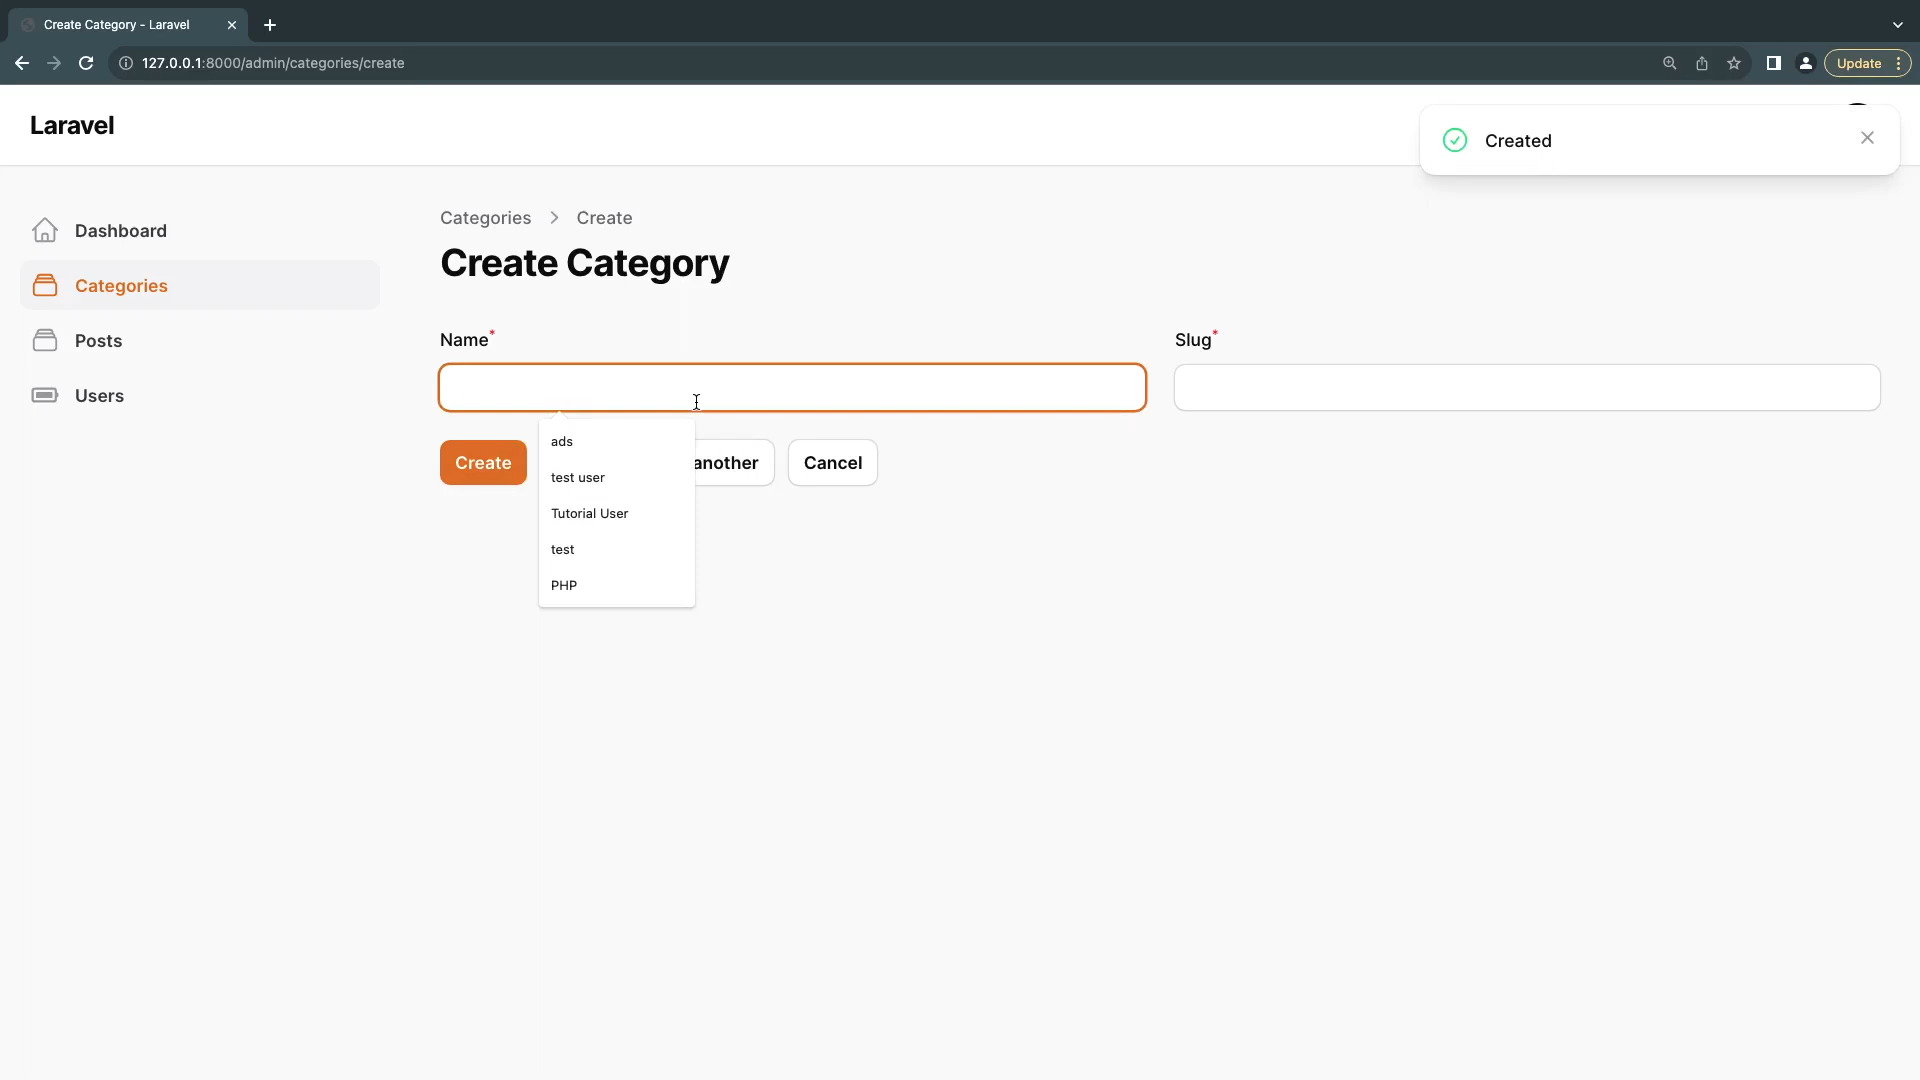 Create Category - Laravel
127.0.0.1:8000/admin/categories/create
Update
Laravel
Created
Dashboard
Categories
Posts
Users
Categories > Create
Create Category
Name*
Slug*
Create
another
Cancel
ads
test user
Tutorial User
test
PHP